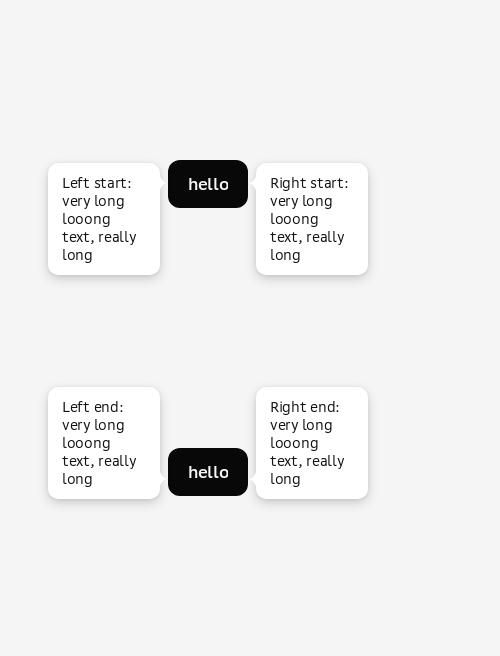 Left start:
very long
looong
text, really
long
hello
Right start:
very long
looong
text, really
long
Left end:
very long
looong
text, really
long
hello
Right end:
very long
looong
text, really
long